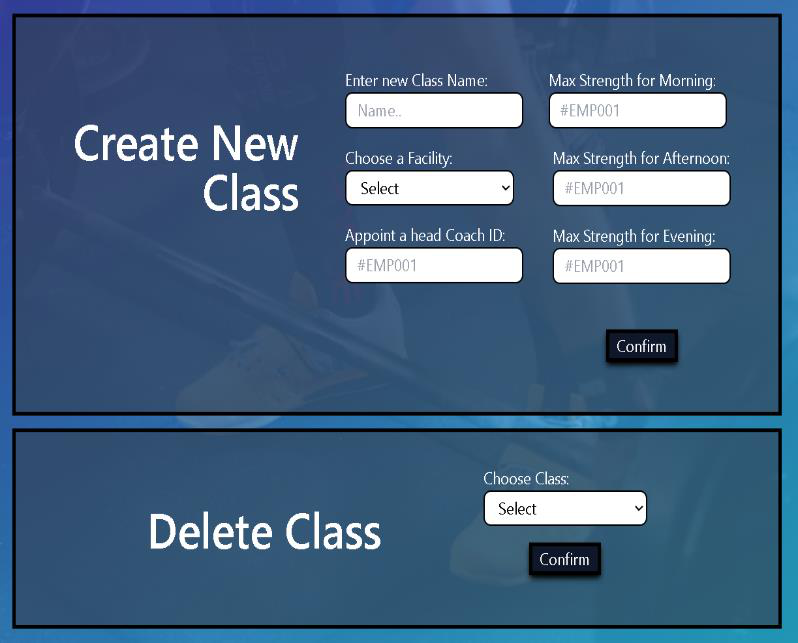 Create New
Class
Enter new Class Name:
Name..
Max Strength for Morning:
#EMP001
Choose a Facility:
Select
Max Strength for Afternoon:
#EMP001
Appoint a head Coach ID:
#EMP001
Max Strength for Evening:
#EMP001
Confirm
Delete Class
Choose Class:
Select
Confirm